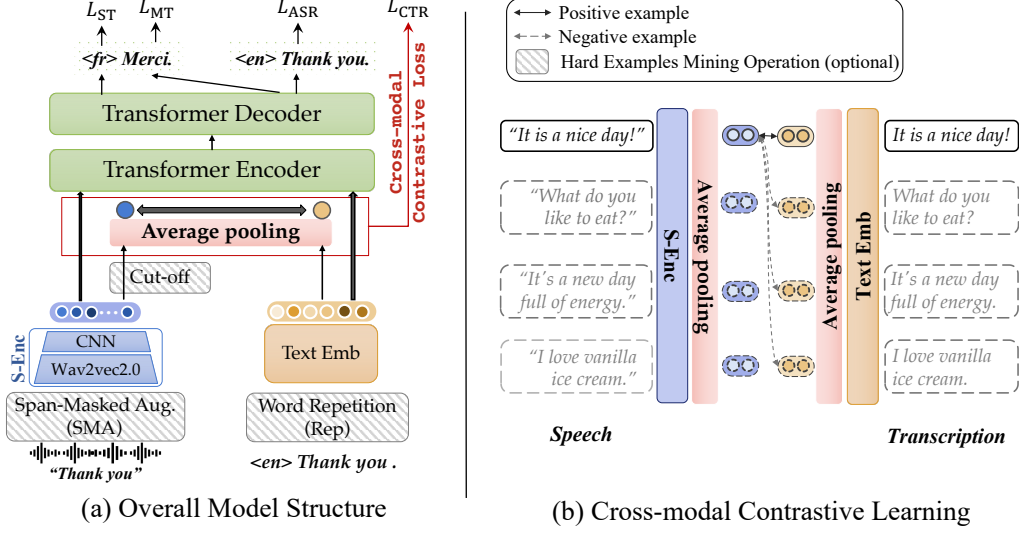 L_ST L_MT L_ASR L_CTR
<fr> Merci. <en> Thank you.
Transformer Decoder
Transformer Encoder
Cross-modal
Contrastive Loss
Average pooling
Cut-off
S-Enc
CNN
Wav2vec2.0
Text Emb
Span-Masked Aug.
(SMA)
Word Repetition
(Rep)
“Thank you”
<en> Thank you .
(a) Overall Model Structure
Positive example
Negative example
Hard Examples Mining Operation (optional)
“It is a nice day!”
“What do you
like to eat?”
“It's a new day
full of energy.”
“I love vanilla
ice cream.”
S-Enc
Average pooling
Average pooling
Text Emb
It is a nice day!
What do you
like to eat?
It's a new day
full of energy.
I love vanilla
ice cream.
Speech
Transcription
(b) Cross-modal Contrastive Learning